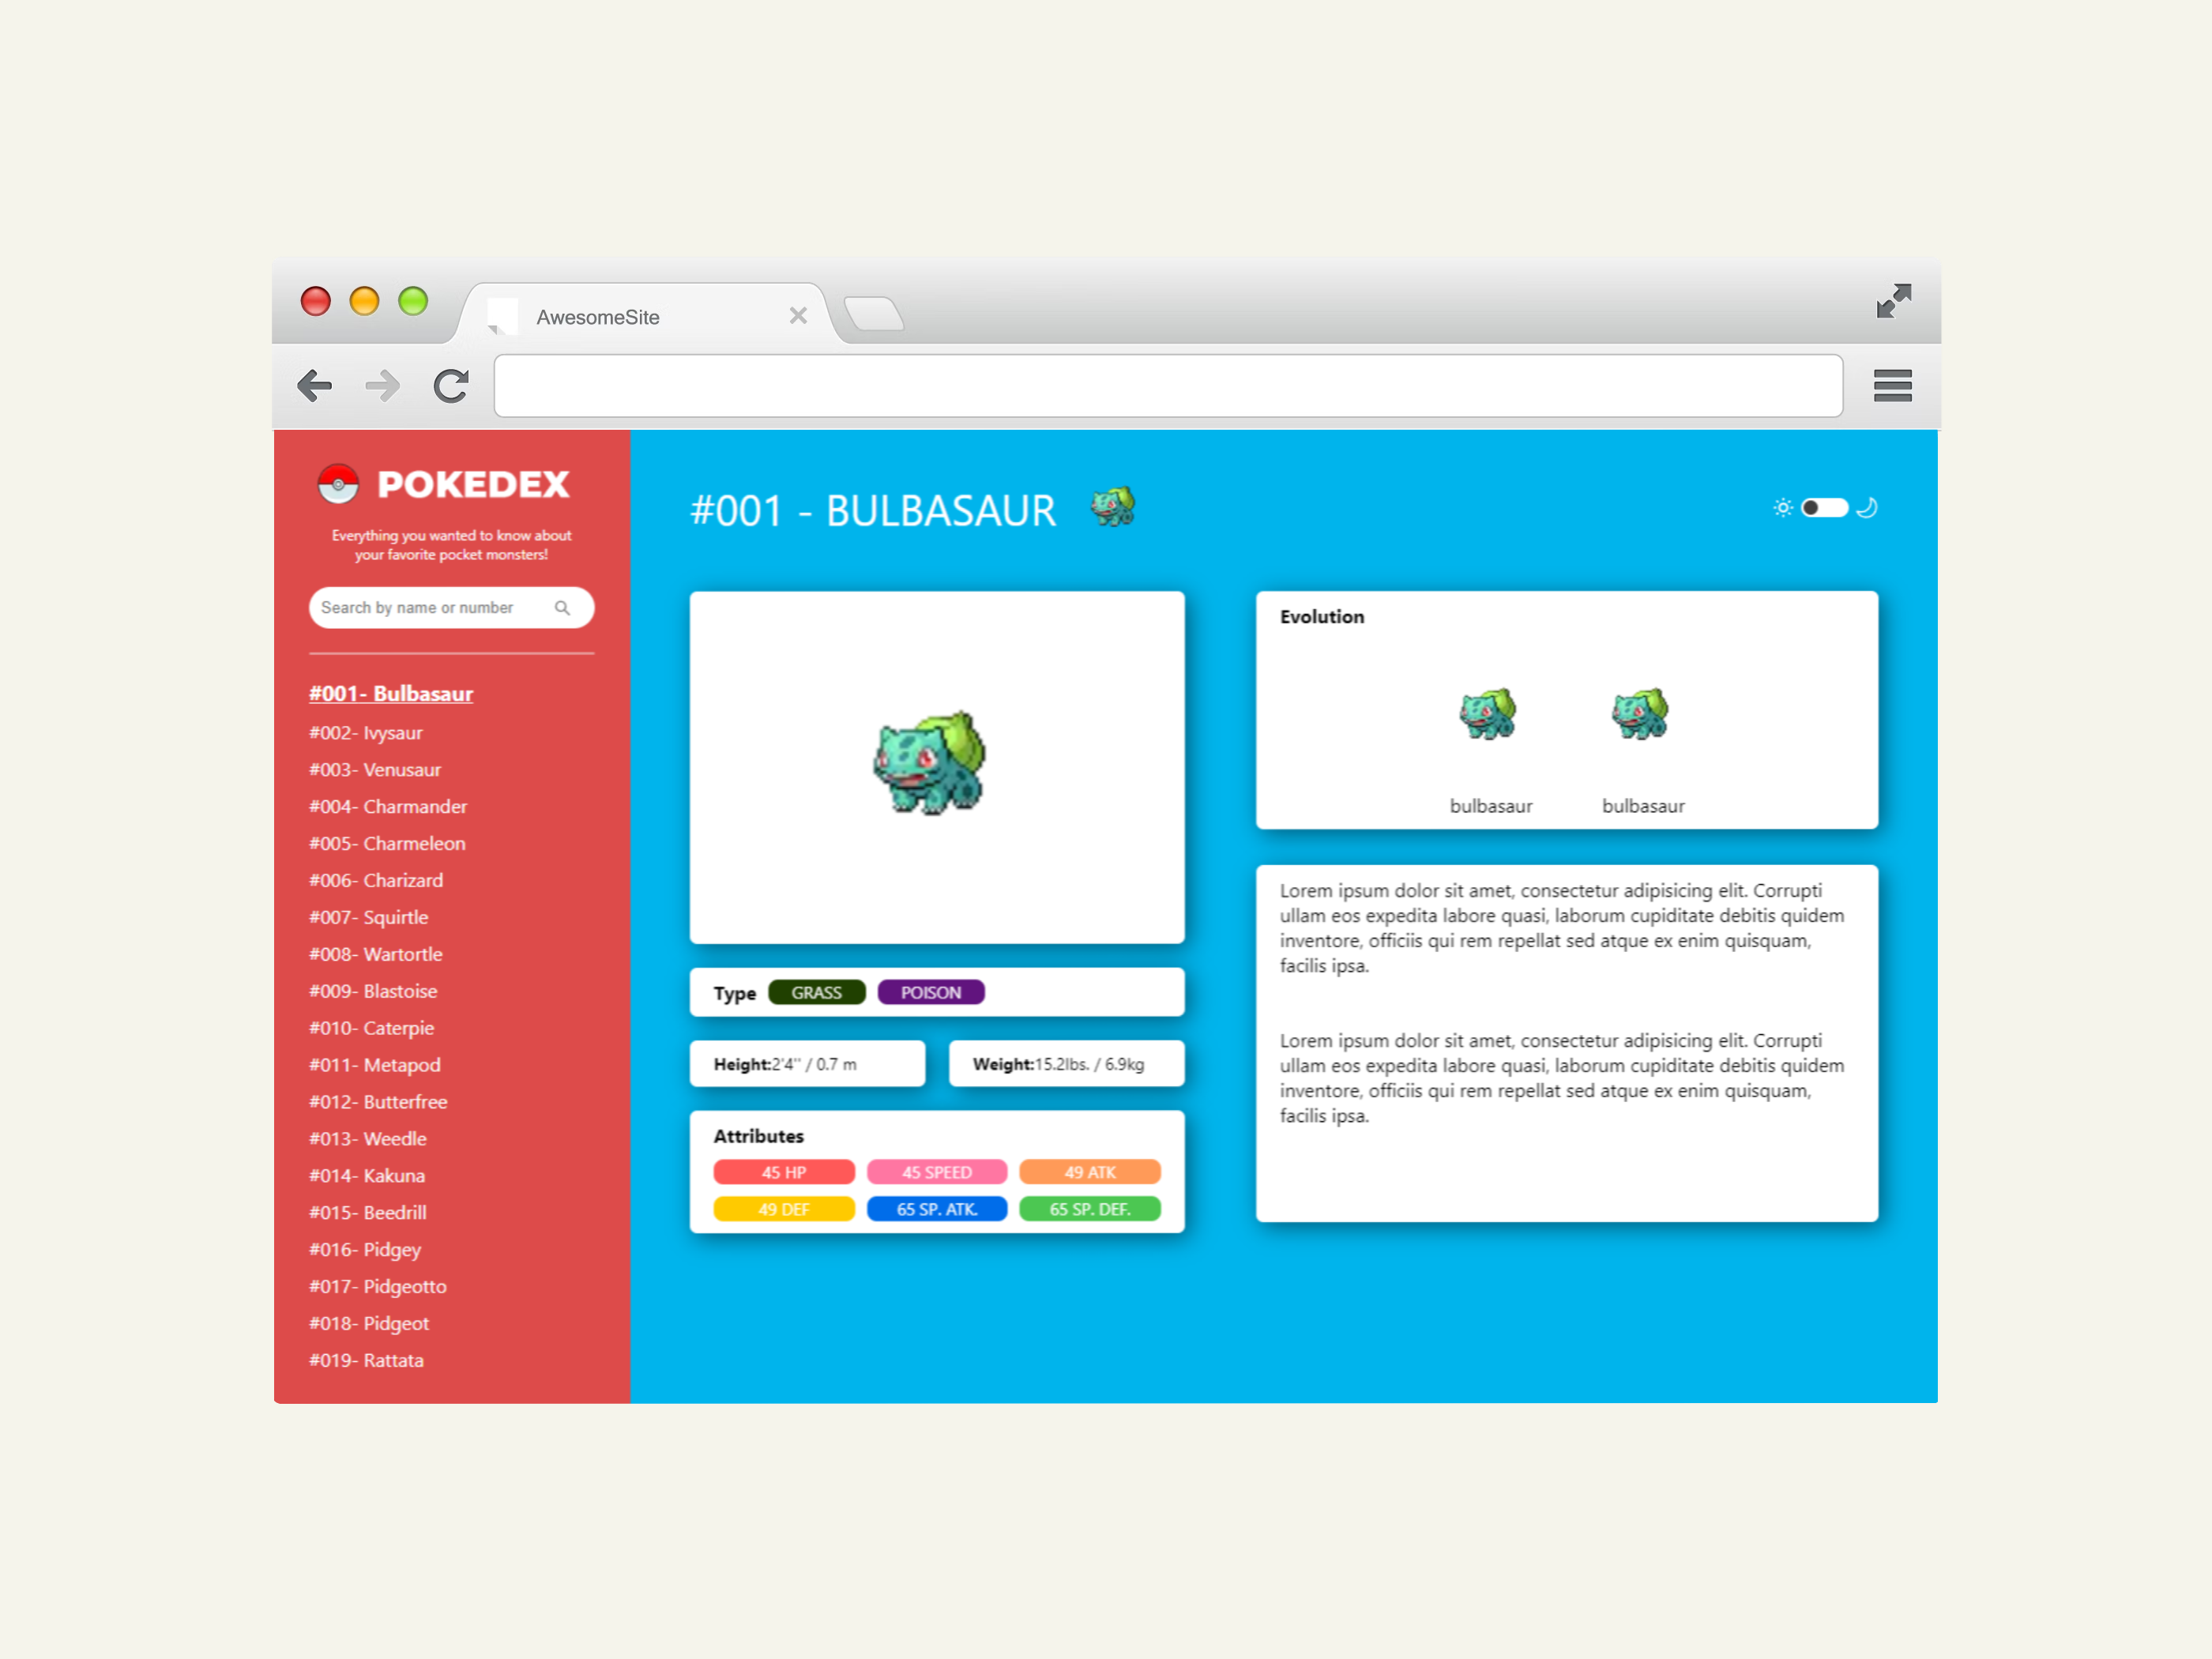 AwesomeSite
POKEDEX
Everything you wanted to know about
your favorite pocket monsters!
Search by name or number
#001- Bulbasaur
#002- Ivysaur
#003- Venusaur
#004- Charmander
#005- Charmeleon
#006- Charizard
#007- Squirtle
#008- Wartortle
#009- Blastoise
#010- Caterpie
#011- Metapod
#012- Butterfree
#013- Weedle
#014- Kakuna
#015- Beedrill
#016- Pidgey
#017- Pidgeotto
#018- Pidgeot
#019- Rattata
#001 - BULBASAUR
Type GRASS POISON
Height:2'4'' / 0.7 m
Weight:15.2lbs. / 6.9kg
Attributes
45 HP 45 SPEED 49 ATK
49 DEF 65 SP. ATK. 65 SP. DEF.
Evolution
bulbasaur bulbasaur
Lorem ipsum dolor sit amet, consectetur adipisicing elit. Corrupti
ullam eos expedita labore quasi, laborum cupiditate debitis quidem
inventore, officiis qui rem repellat sed atque ex enim quisquam,
facilis ipsa.
Lorem ipsum dolor sit amet, consectetur adipisicing elit. Corrupti
ullam eos expedita labore quasi, laborum cupiditate debitis quidem
inventore, officiis qui rem repellat sed atque ex enim quisquam,
facilis ipsa.